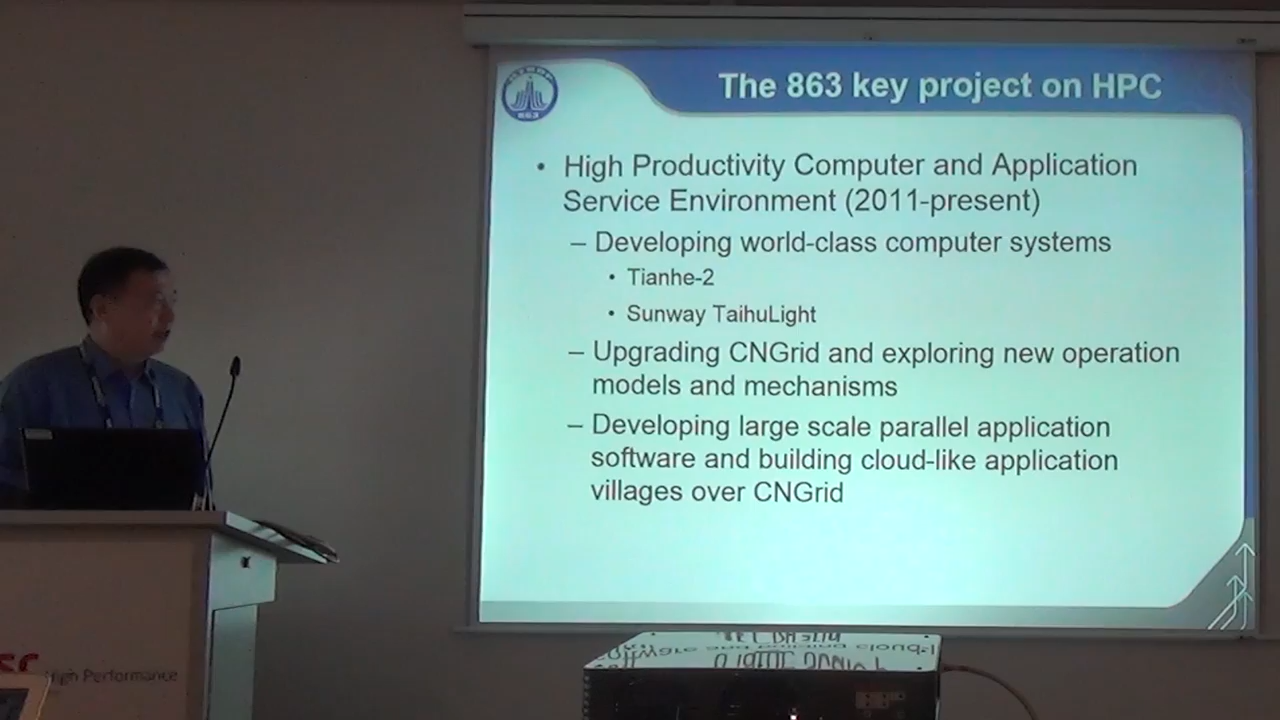 The 863 key project on HPC
863
• High Productivity Computer and Application
Service Environment (2011-present)
– Developing world-class computer systems
• Tianhe-2
• Sunway TaihuLight
– Upgrading CNGrid and exploring new operation
models and mechanisms
– Developing large scale parallel application
software and building cloud-like application
villages over CNGrid
High Performance